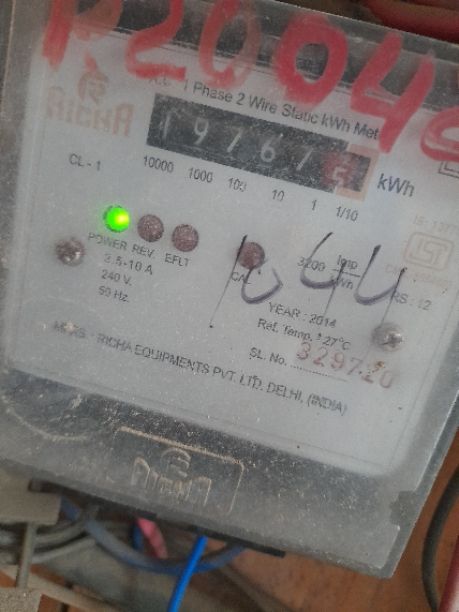 P2004
RICHA
A.C. 1 Phase 2 Wire Static kWh Met
19767
kWh
CL - 1
10000 1000 100 10 1 1/10
POWER REV. EFLT CAL
3200 imp/kWh
2.5-10 A
240 V.
50 Hz.
YEAR : 2014
Ref. Temp. : 27°C
SL. No. 329720
M/S - RICHA EQUIPMENTS PVT. LTD. DELHI, (INDIA)
RICHA